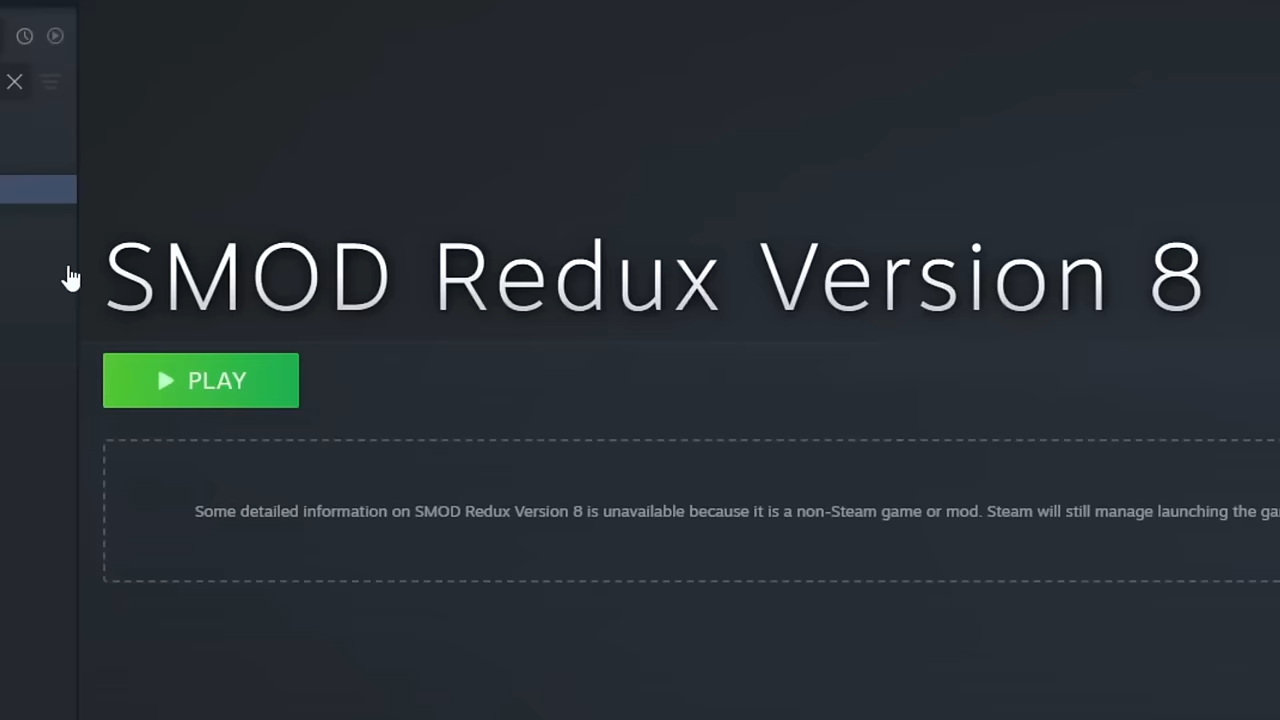 SMOD Redux Version 8
PLAY
Some detailed information on SMOD Redux Version 8 is unavailable because it is a non-Steam game or mod. Steam will still manage launching the